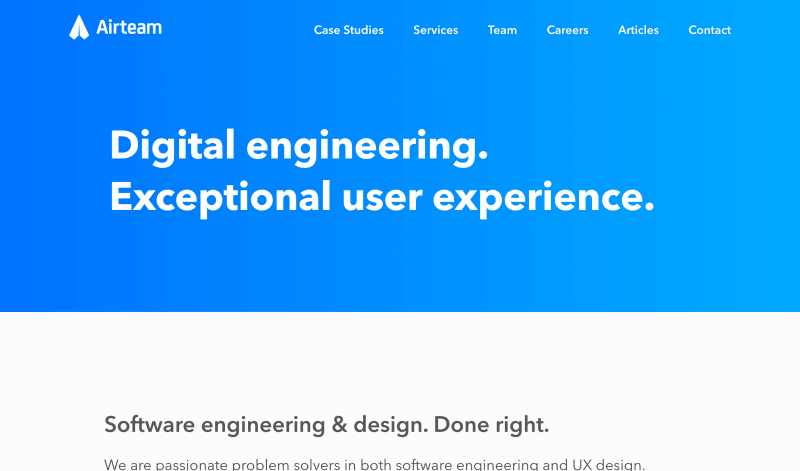 Airteam
Case Studies Services Team Careers Articles Contact
Digital engineering.
Exceptional user experience.
Software engineering & design. Done right.
We are passionate problem solvers in both software engineering and UX design.